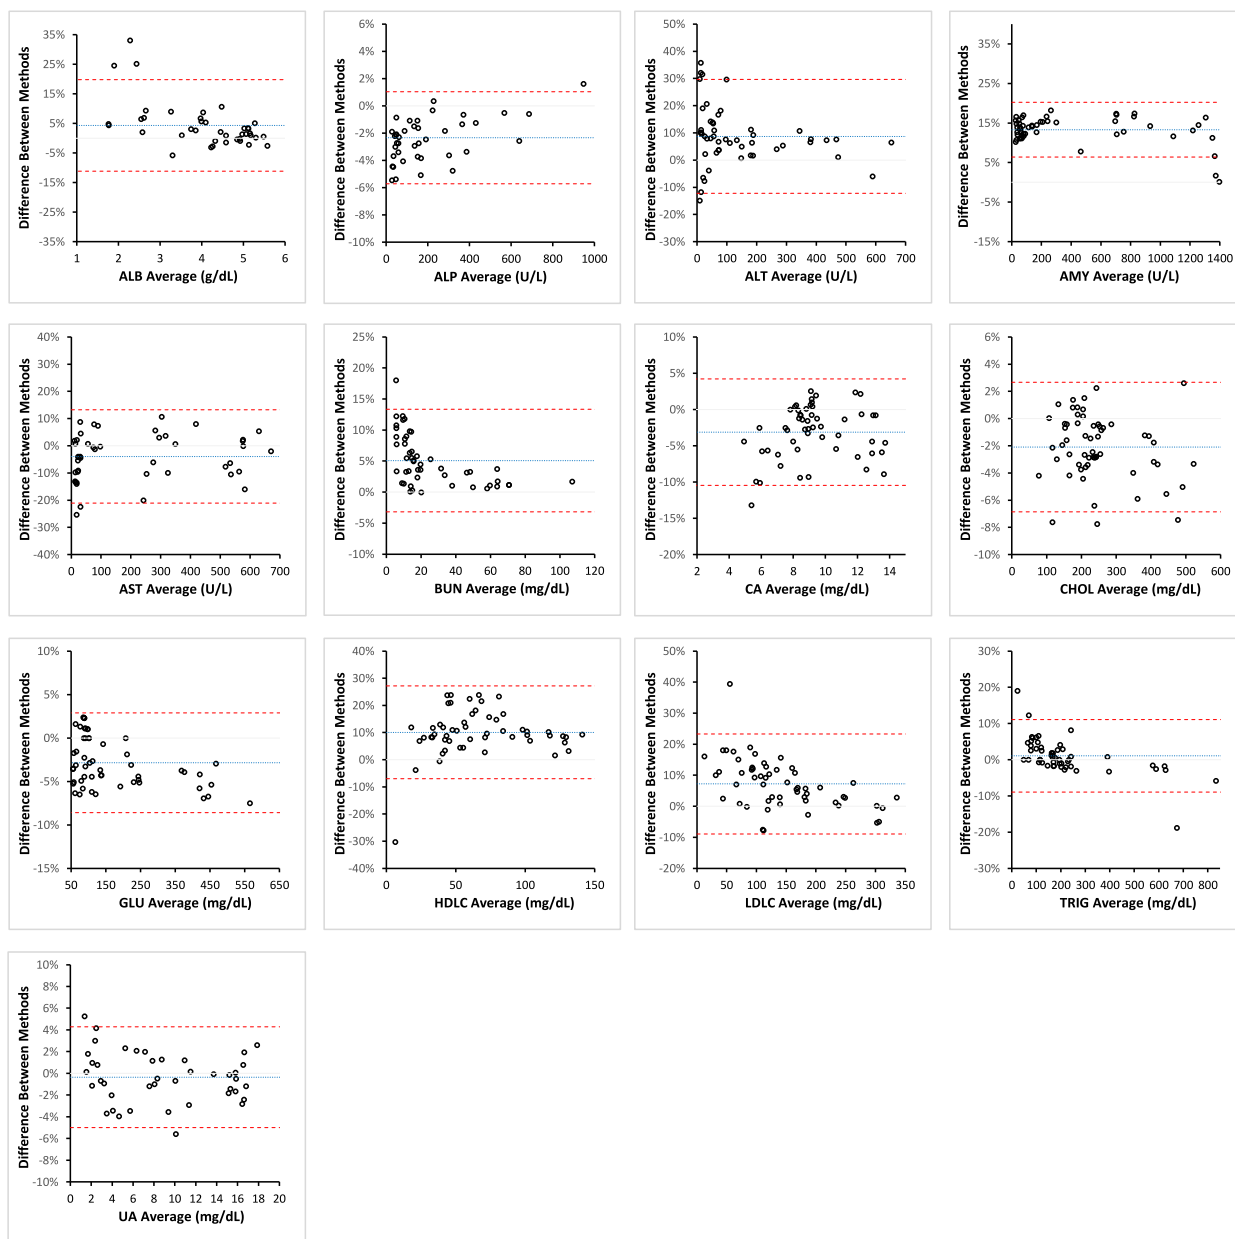 Difference Between Methods
35%
25%
15%
5%
-5%
-15%
-25%
-35%
1 2 3 4 5 6
ALB Average (g/dL)
Difference Between Methods
6%
4%
2%
0%
-2%
-4%
-6%
-8%
-10%
0 200 400 600 800 1000
ALP Average (U/L)
Difference Between Methods
50%
40%
30%
20%
10%
0%
-10%
-20%
-30%
0 100 200 300 400 500 600 700
ALT Average (U/L)
Difference Between Methods
35%
25%
15%
5%
-5%
-15%
0 200 400 600 800 1000 1200 1400
AMY Average (U/L)
Difference Between Methods
40%
30%
20%
10%
0%
-10%
-20%
-30%
-40%
0 100 200 300 400 500 600 700
AST Average (U/L)
Difference Between Methods
25%
20%
15%
10%
5%
0%
-5%
-10%
0 20 40 60 80 100 120
BUN Average (mg/dL)
Difference Between Methods
10%
5%
0%
-5%
-10%
-15%
-20%
2 4 6 8 10 12 14
CA Average (mg/dL)
Difference Between Methods
6%
4%
2%
0%
-2%
-4%
-6%
-8%
-10%
0 100 200 300 400 500 600
CHOL Average (mg/dL)
Difference Between Methods
10%
5%
0%
-5%
-10%
-15%
50 150 250 350 450 550 650
GLU Average (mg/dL)
Difference Between Methods
40%
30%
20%
10%
0%
-10%
-20%
-30%
-40%
0 50 100 150
HDLC Average (mg/dL)
Difference Between Methods
50%
40%
30%
20%
10%
0%
-10%
-20%
0 50 100 150 200 250 300 350
LDLC Average (mg/dL)
Difference Between Methods
30%
20%
10%
0%
-10%
-20%
-30%
0 100 200 300 400 500 600 700 800
TRIG Average (mg/dL)
Difference Between Methods
10%
8%
6%
4%
2%
0%
-2%
-4%
-6%
-8%
-10%
0 2 4 6 8 10 12 14 16 18 20
UA Average (mg/dL)